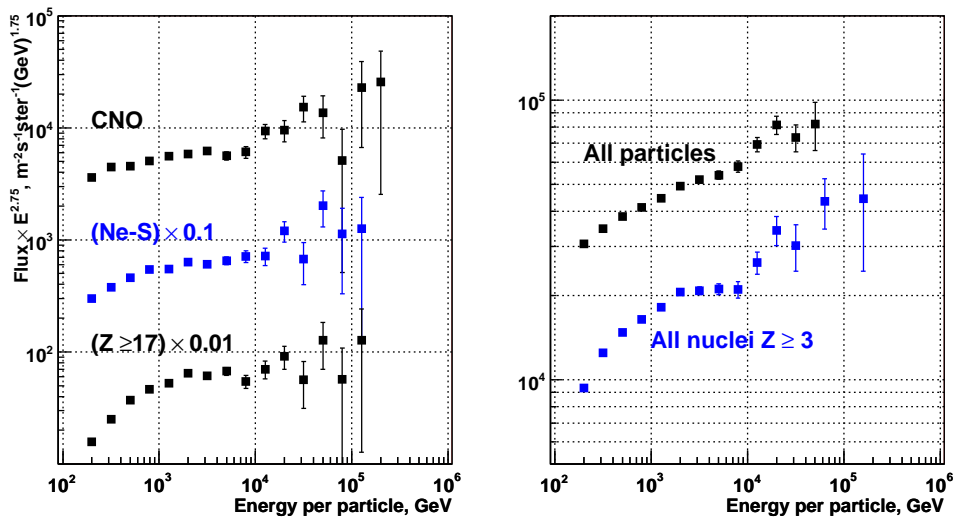 Flux × E^2.75, m^-2 s^-1 ster^-1 (GeV)^1.75
10^5
10^4
10^3
10^2
CNO
(Ne-S) × 0.1
(Z ≥17) × 0.01
10^2 10^3 10^4 10^5 10^6
Energy per particle, GeV
10^5
10^4
All particles
All nuclei Z ≥ 3
10^2 10^3 10^4 10^5 10^6
Energy per particle, GeV